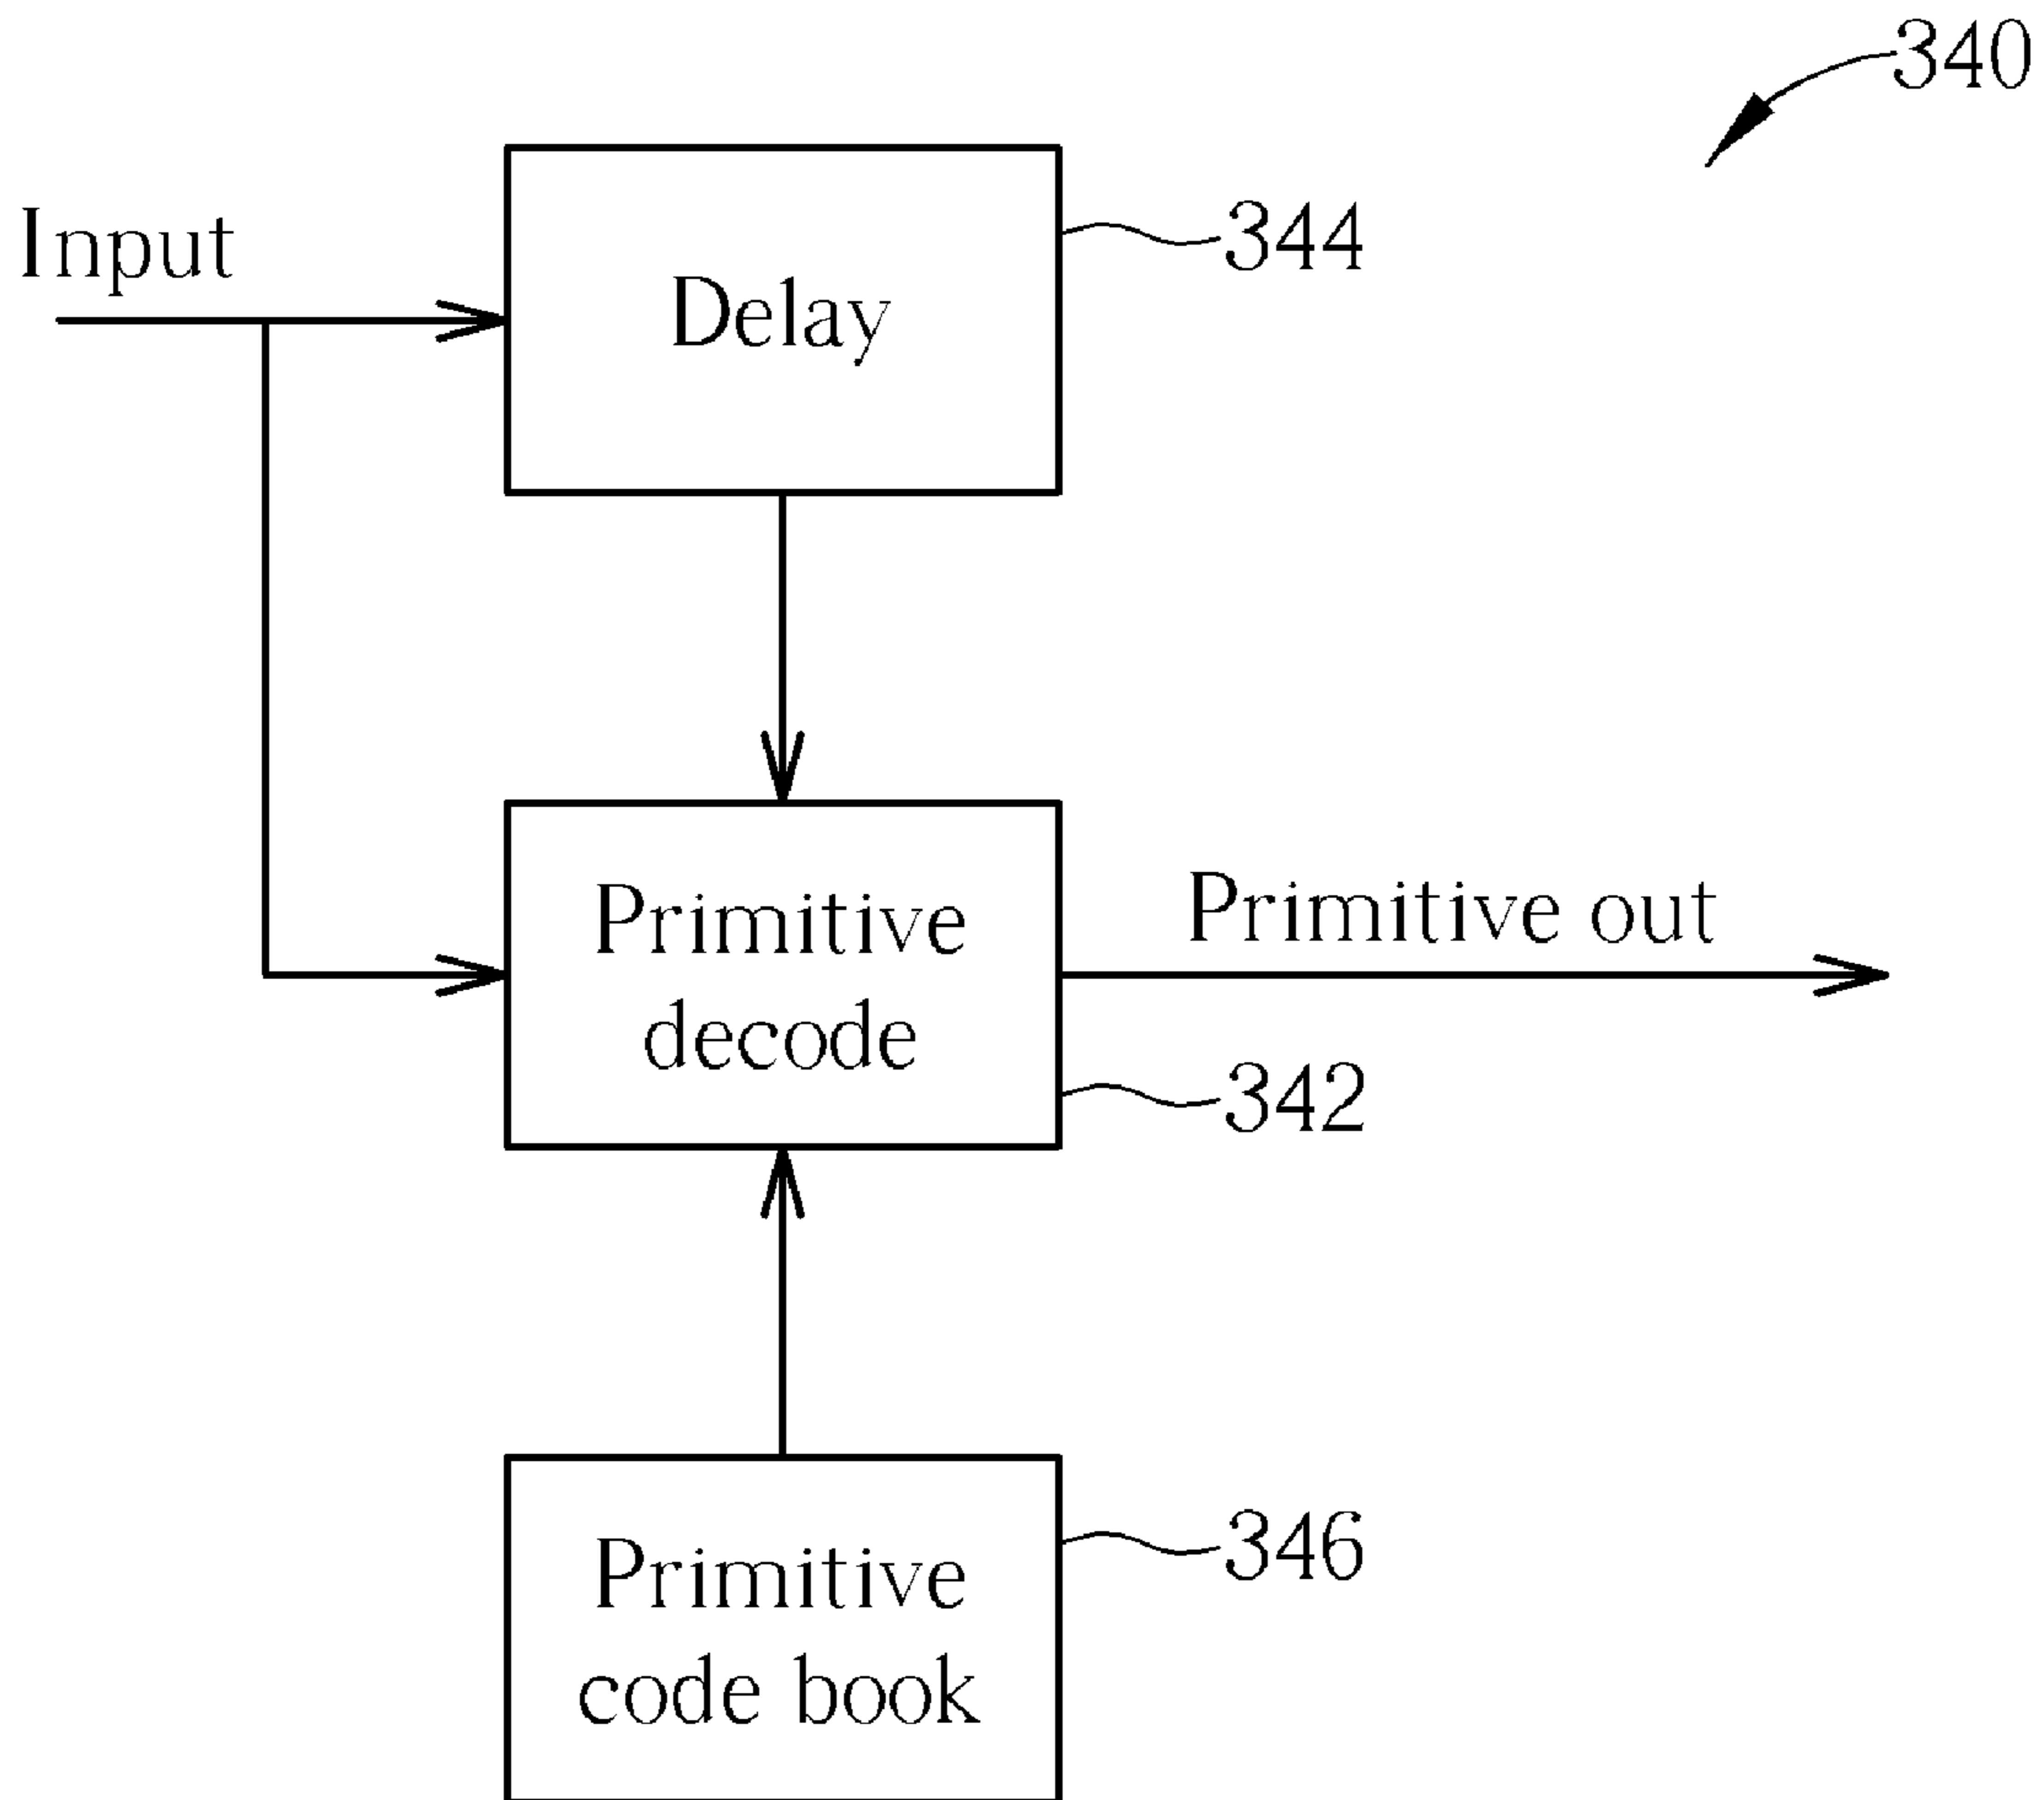 340
Input
344
Delay
Primitive
decode
Primitive out
342
Primitive
code book
346